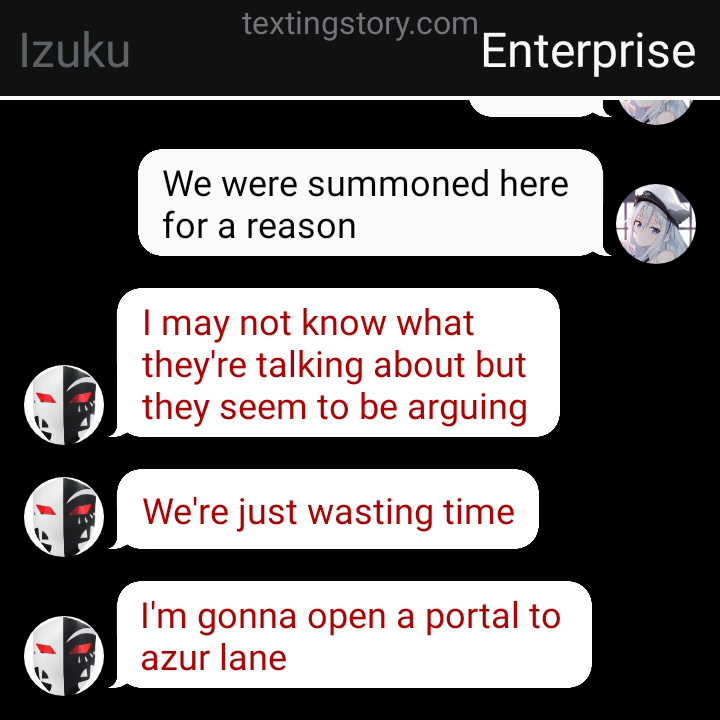 textingstory.com
Izuku
Enterprise
We were summoned here
for a reason
I may not know what
they're talking about but
they seem to be arguing
We're just wasting time
I'm gonna open a portal to
azur lane